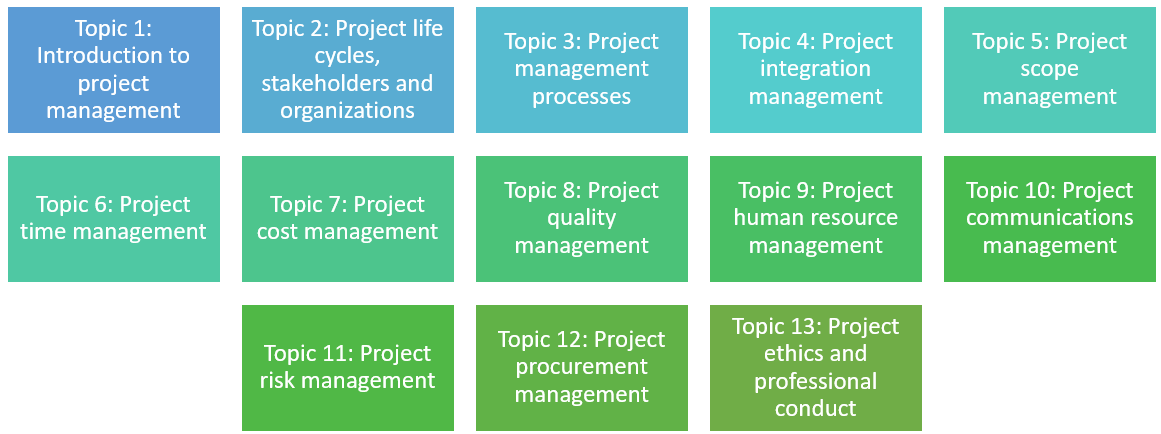 Topic 1:
Introduction to
project
management
Topic 2: Project life
cycles,
stakeholders and
organizations
Topic 3: Project
management
processes
Topic 4: Project
integration
management
Topic 5: Project
scope
management
Topic 6: Project
time management
Topic 7: Project
cost management
Topic 8: Project
quality
management
Topic 9: Project
human resource
management
Topic 10: Project
communications
management
Topic 11: Project
risk management
Topic 12: Project
procurement
management
Topic 13: Project
ethics and
professional
conduct